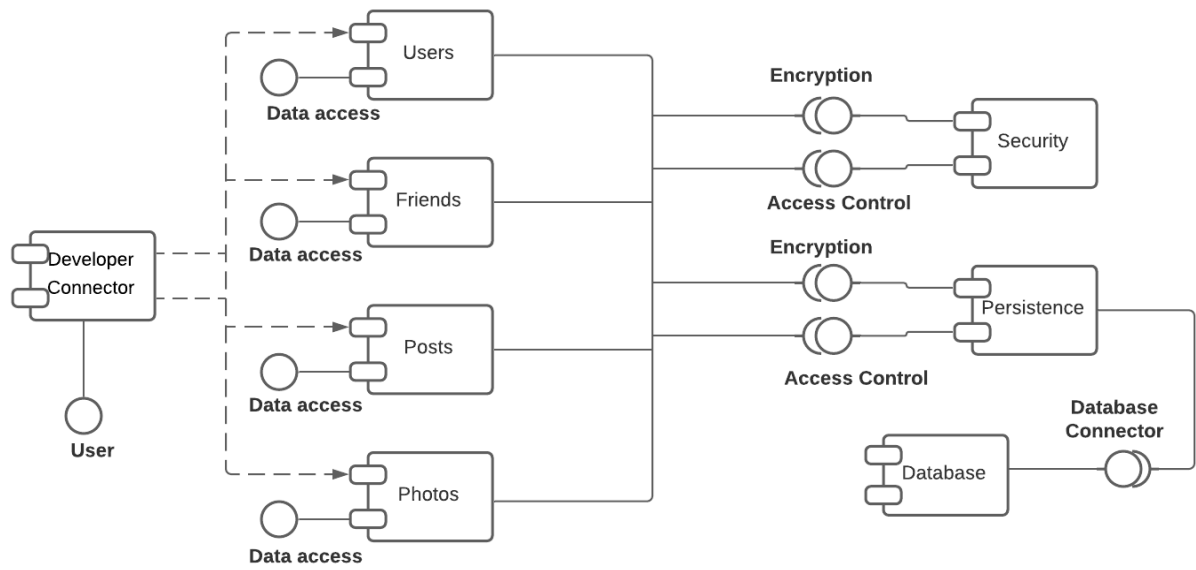 Users
Data access
Friends
Data access
Developer
Connector
User
Posts
Data access
Photos
Data access
Encryption
Security
Access Control
Encryption
Persistence
Access Control
Database
Connector
Database